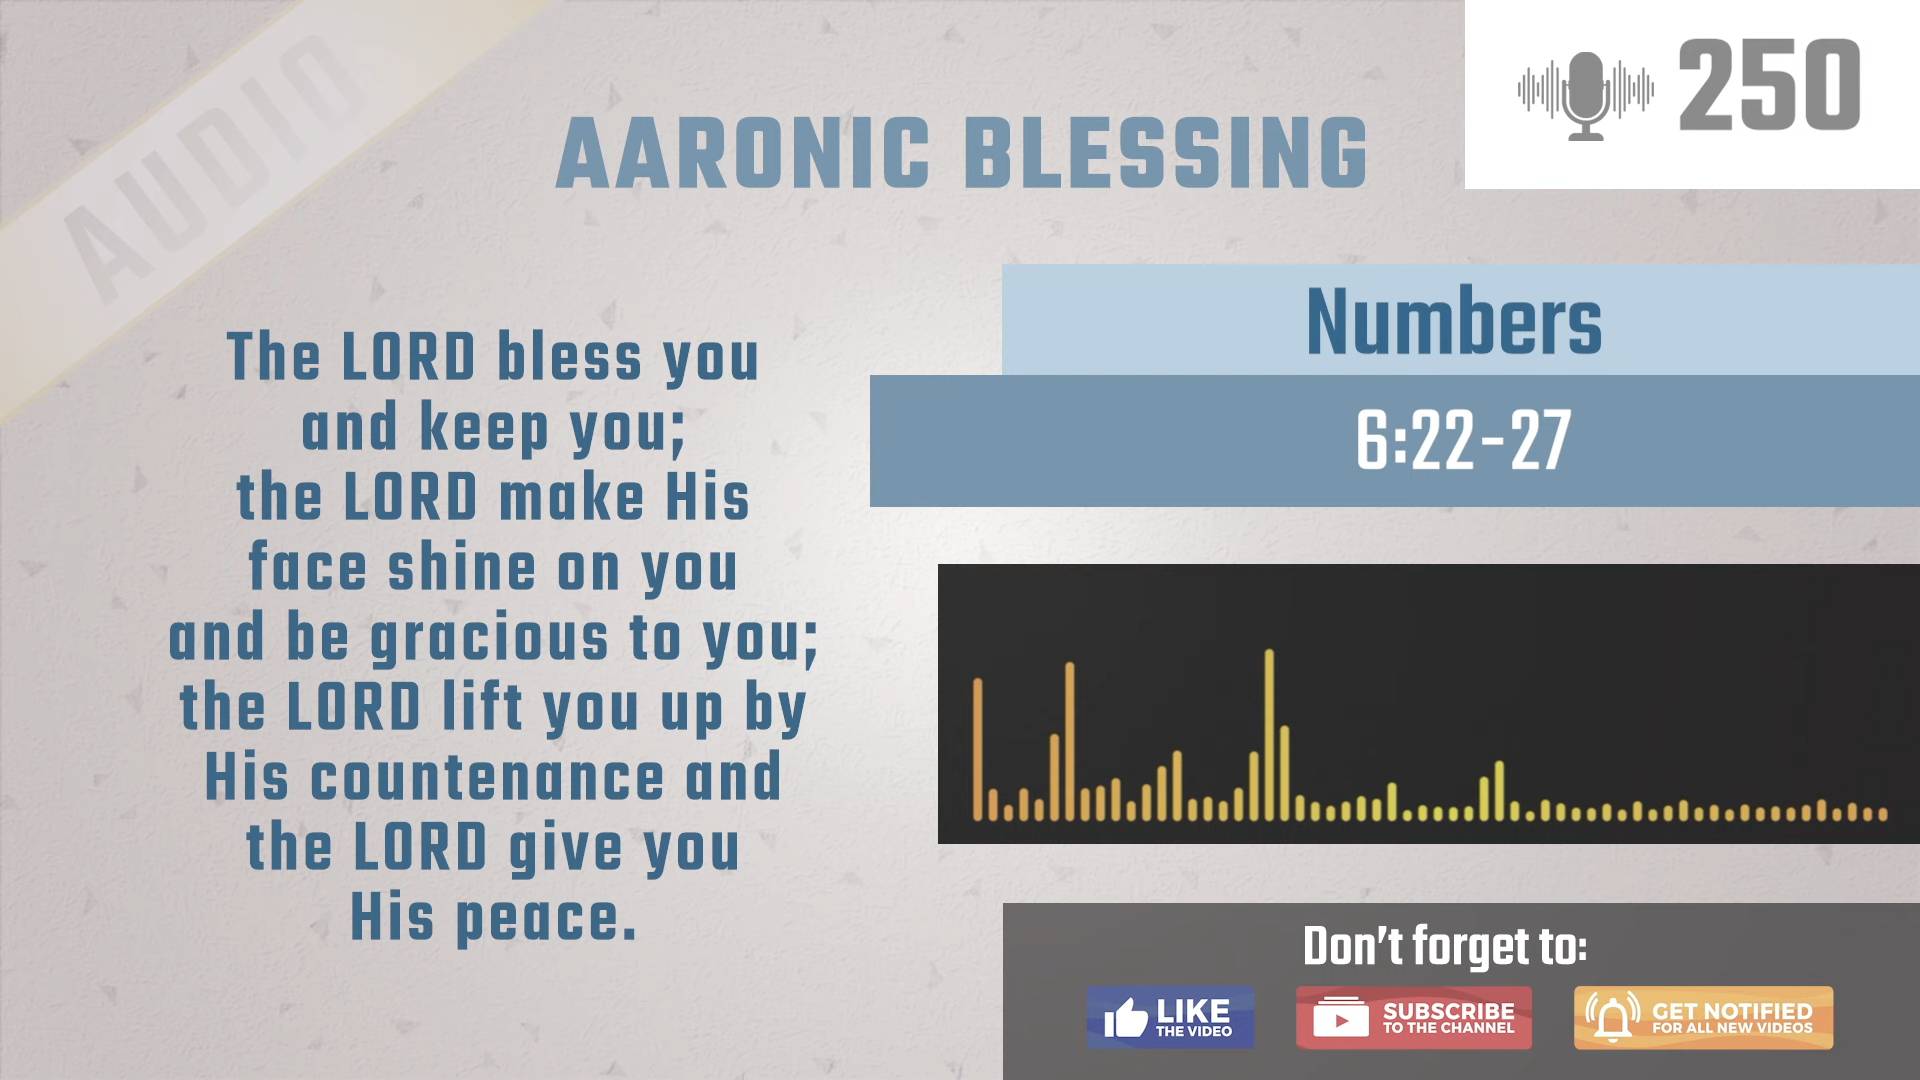 AUDIO
250
AARONIC BLESSING
Numbers
6:22-27
The LORD bless you
and keep you;
the LORD make His
face shine on you
and be gracious to you;
the LORD lift you up by
His countenance and
the LORD give you
His peace.
Don't forget to:
LIKE
THE VIDEO
SUBSCRIBE
TO THE CHANNEL
GET NOTIFIED
FOR ALL NEW VIDEOS